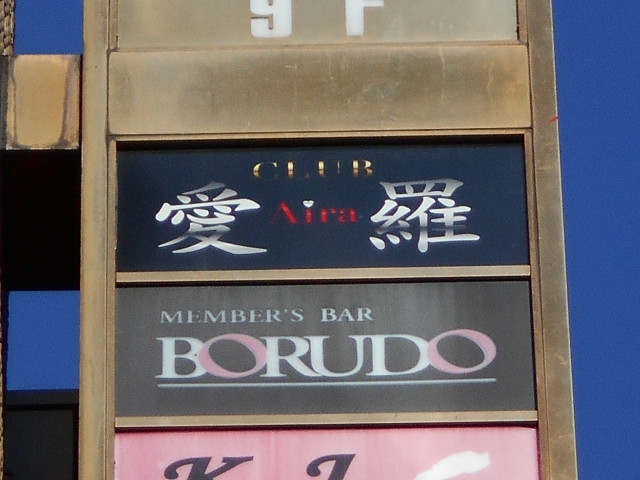 9F
CLUB
愛 Aira 羅
MEMBER'S BAR
BORUDO